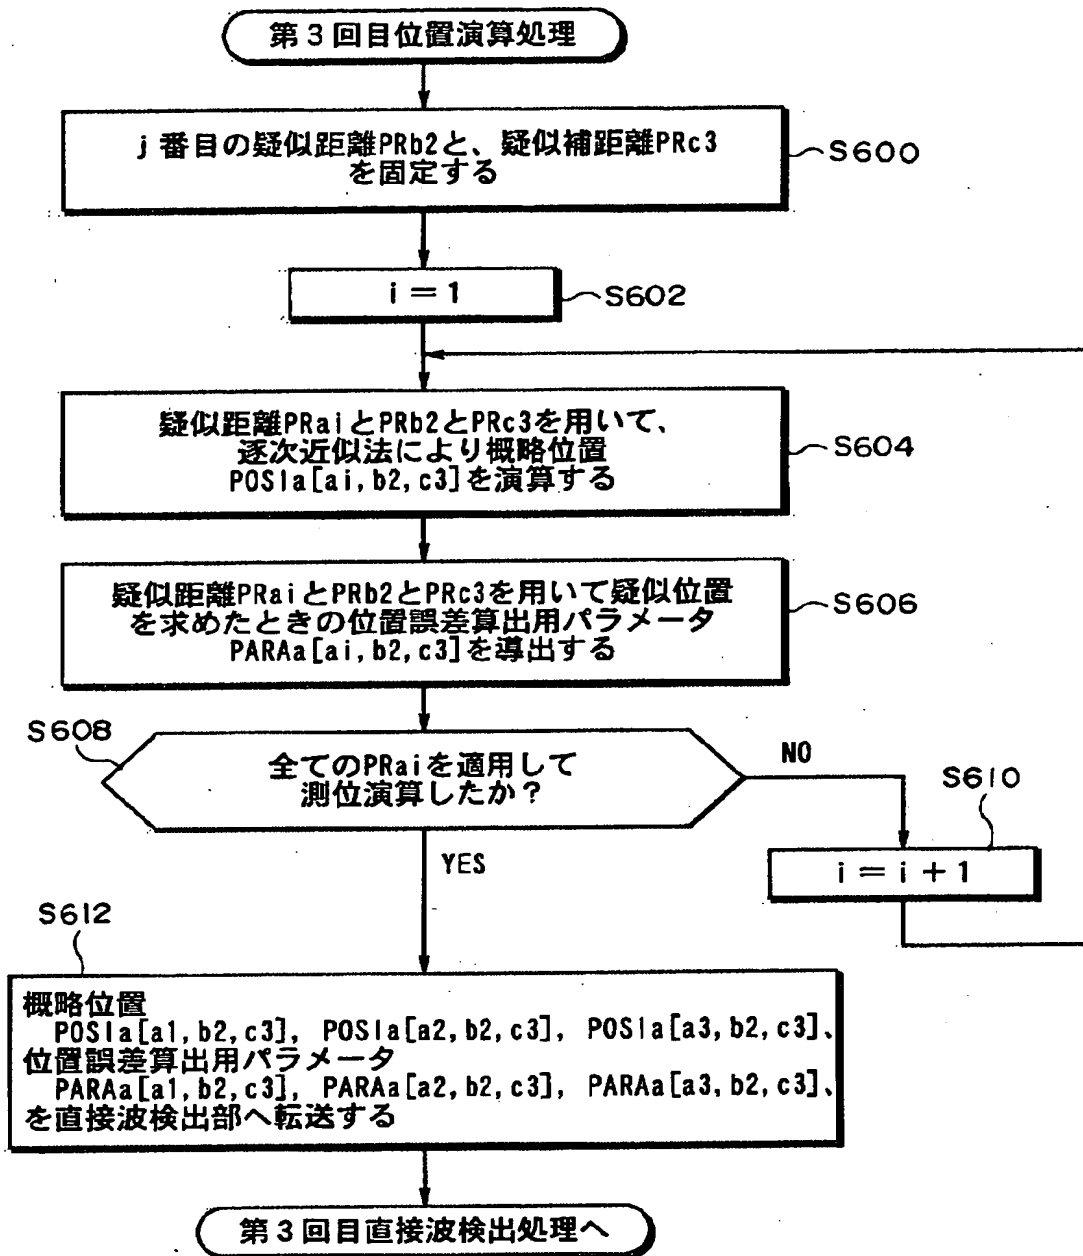 第3回目位置演算処理
j番目の疑似距離PRb2と、疑似補距離PRc3
を固定する
S600
i=1
S602
疑似距離PRaiとPRb2とPRc3を用いて、
逐次近似法により概略位置
POSIa[ai,b2,c3]を演算する
S604
疑似距離PRaiとPRb2とPRc3を用いて疑似位置
を求めたときの位置誤差算出用パラメータ
PARAa[ai,b2,c3]を導出する
S606
S608
全てのPRaiを適用して
測位演算したか?
NO
S610
i=i+1
YES
S612
概略位置
POSIa[a1,b2,c3], POSIa[a2,b2,c3], POSIa[a3,b2,c3]、
位置誤差算出用パラメータ
PARAa[a1,b2,c3], PARAa[a2,b2,c3], PARAa[a3,b2,c3]、
を直接波検出部へ転送する
第3回目直接波検出処理へ